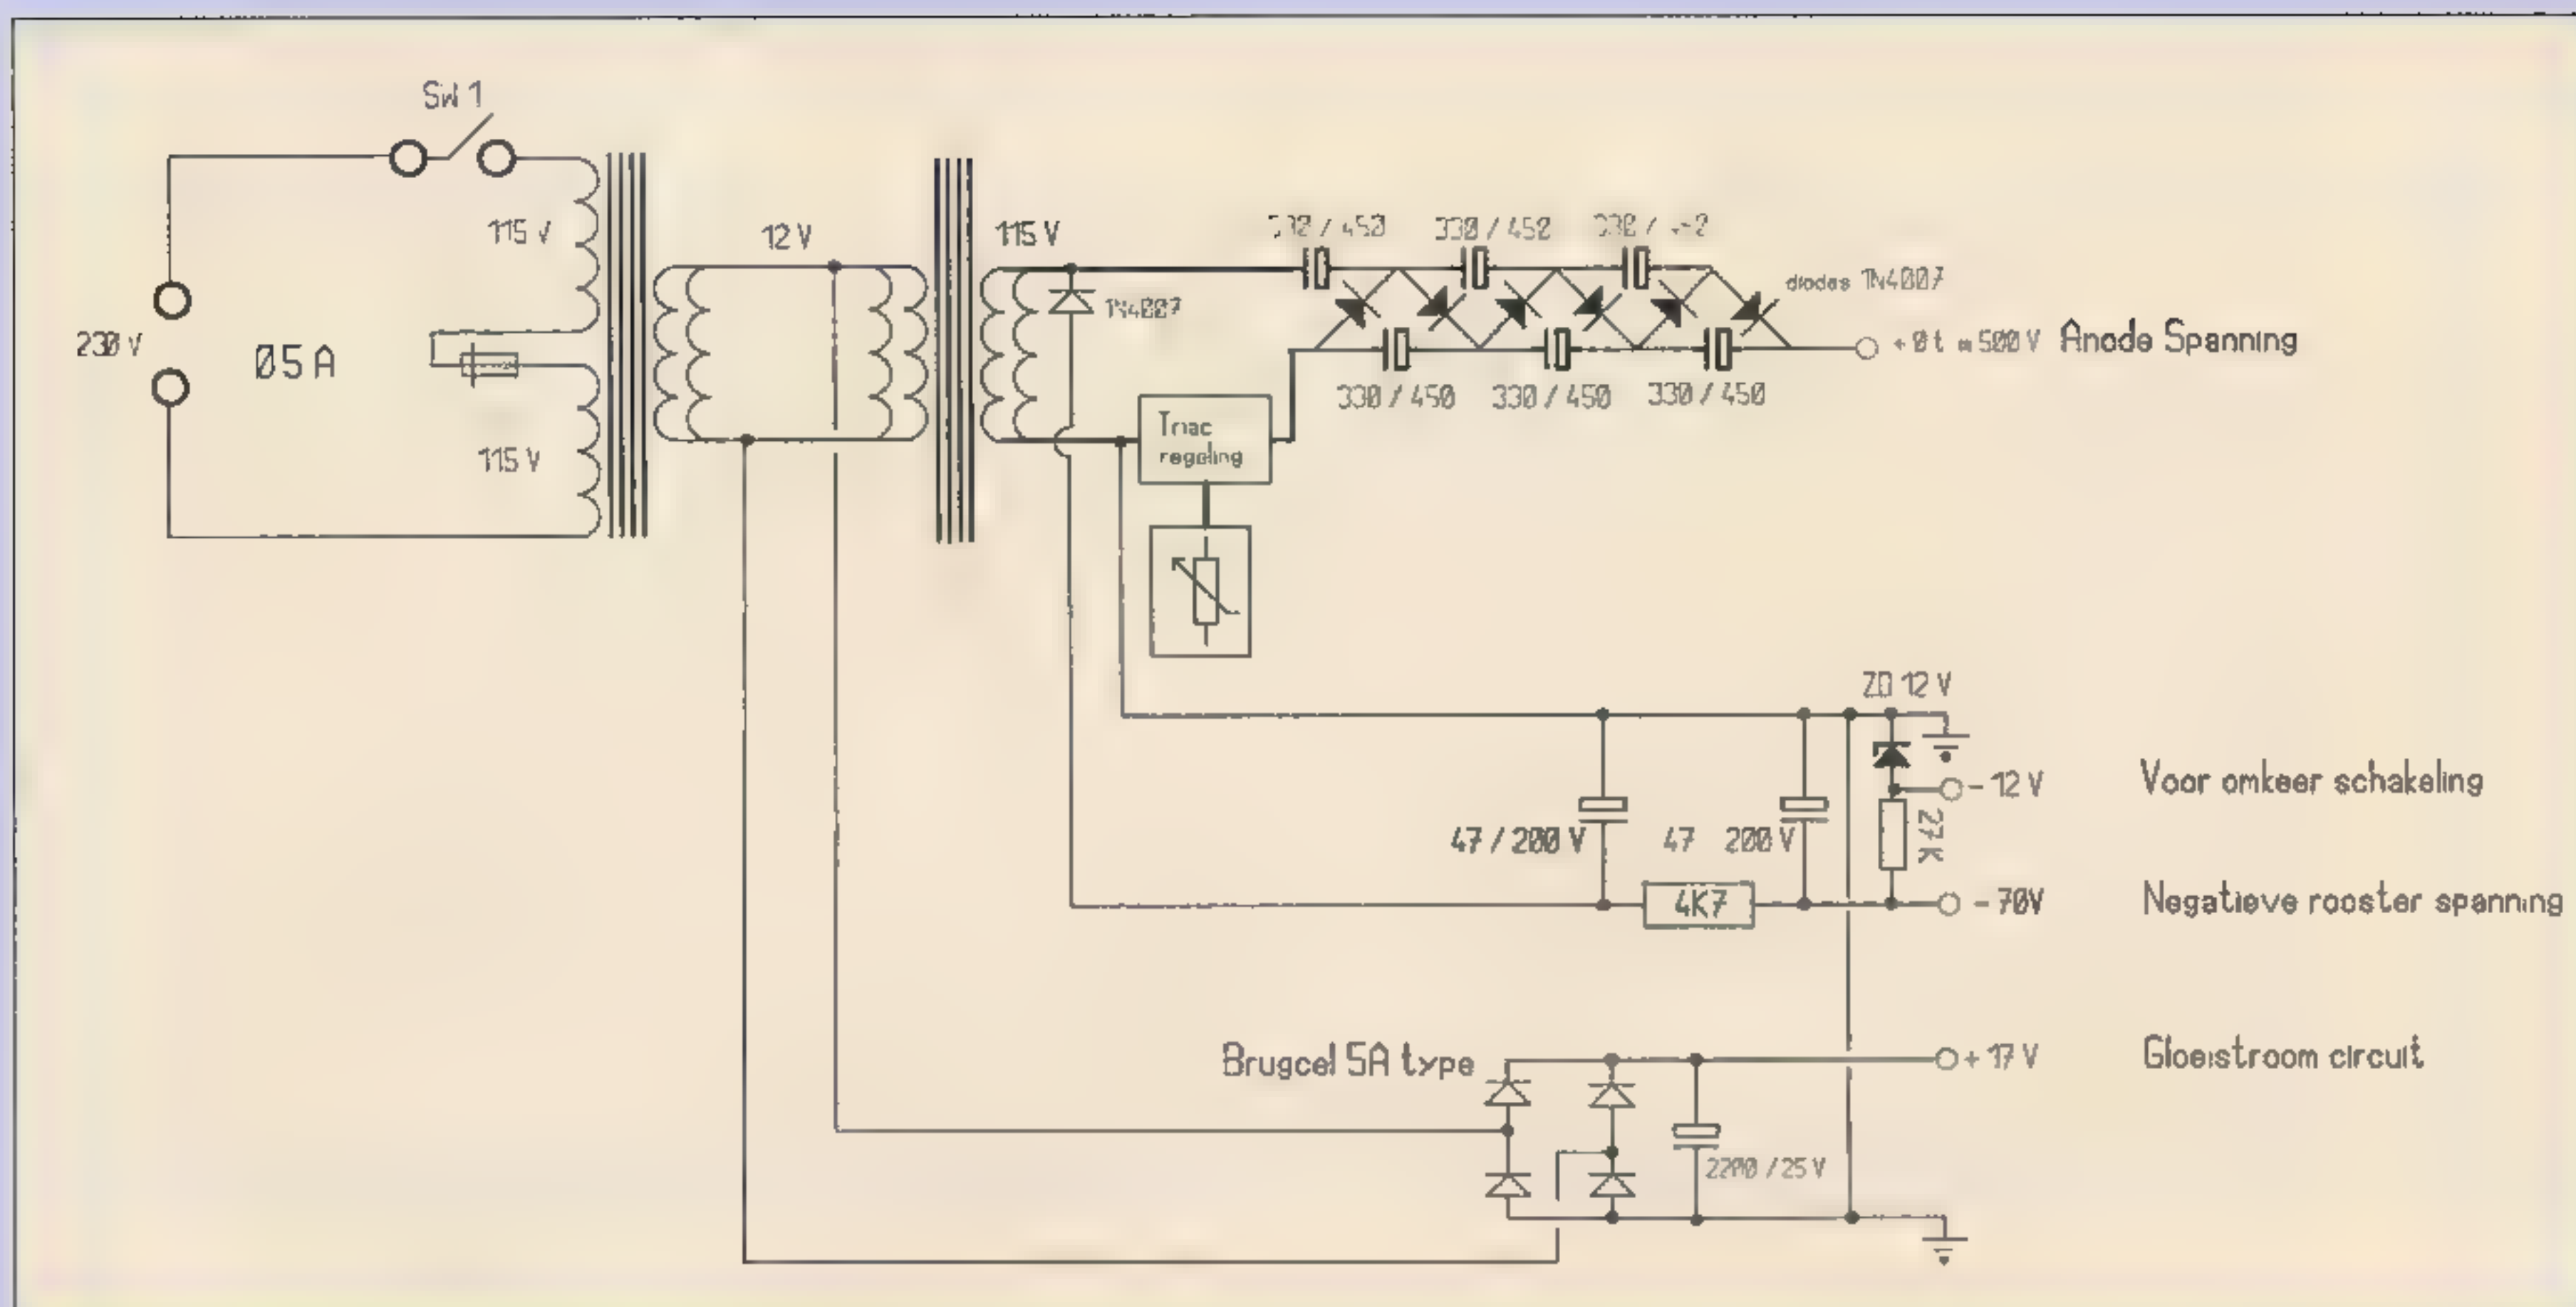 SW 1
115 V
12 V
115 V
330 / 450
diodes 1N4007
1N4007
230 V
05 A
+ 0 t
500 V
Anode Spanning
330 / 450
330 / 450
330 / 450
Triac
regeling
115 V
ZD 12 V
- 12 V
Voor omkeer schakeling
47 / 200 V
47
200 V
27K
4K7
- 70V
Negatieve rooster spanning
Brugcel 5A type
+ 17 V
Gloeistroom circuit
2200 / 25 V